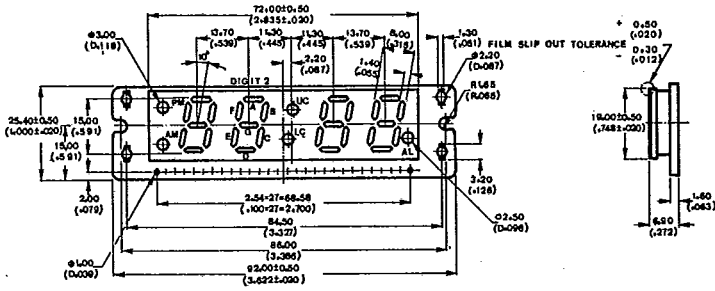 72.00±0.50
(2.835±.020)
ø3.00
(D.118)
13.70
(.539)
11.30
(.445)
11.30
(.445)
13.70
(.539)
8.00
(.315)
1.30
(.051)
FILM SLIP OUT TOLERANCE
+ 0.50
(.020)
- 0.30
(.012)
10°
2.20
(.087)
1.40
(.055)
ø2.20
(D.087)
DIGIT 2
R1.65
(R.065)
25.40±0.50
(1.000±.020)
15.00
(.591)
15.00
(.591)
PM
AM
A
F
B
G
E
C
D
UC
LC
AL
19.00±0.50
(.748±.020)
2.00
(.079)
2.54×27=68.58
(.100×27=2.700)
3.20
(.126)
ø2.50
(D.098)
1.60
(.063)
6.90
(.272)
84.50
(3.327)
86.00
(3.386)
ø1.00
(D.039)
92.00±0.50
(3.622±.020)